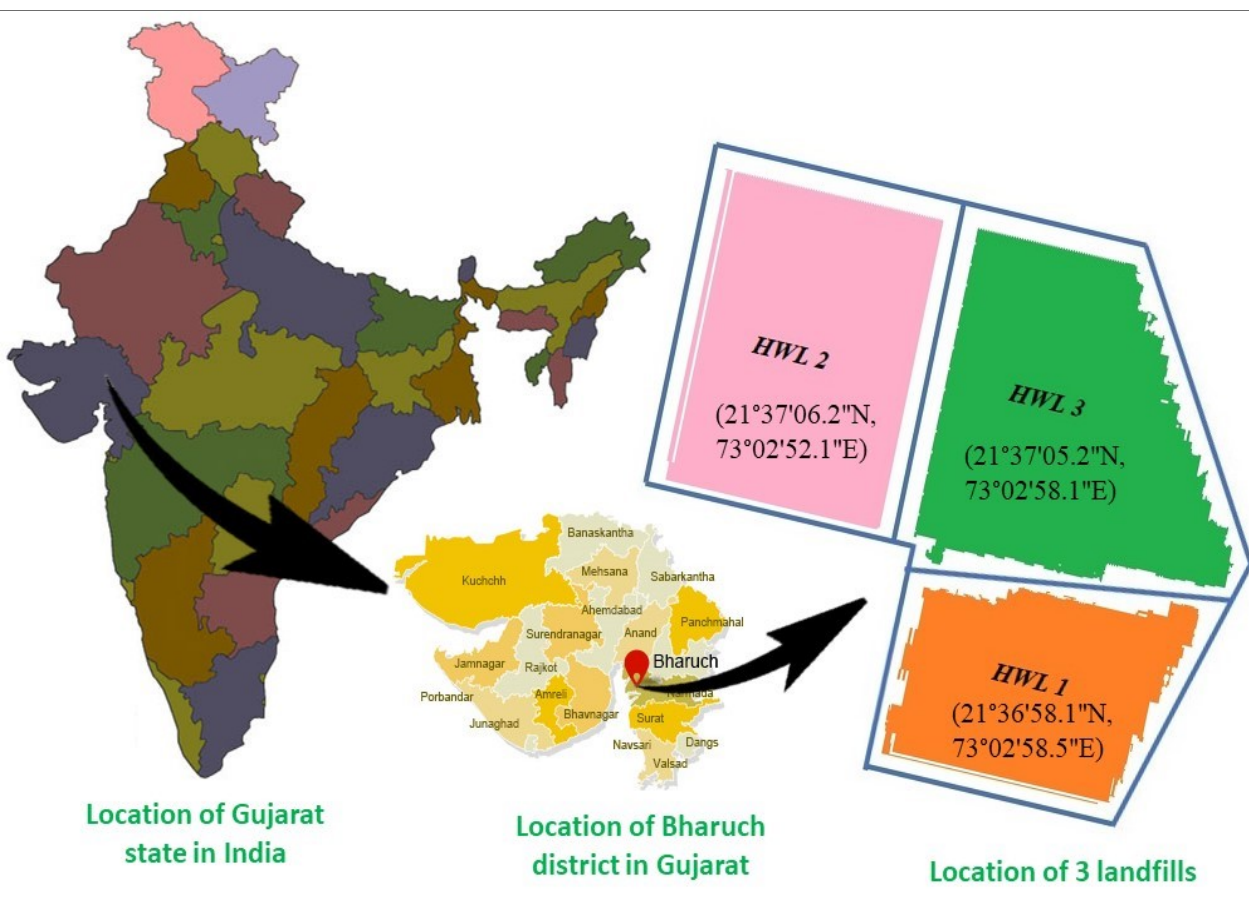 HWL 2
(21°37'06.2"N,
73°02'52.1"E)
HWL 3
(21°37'05.2"N,
73°02'58.1"E)
HWL 1
(21°36'58.1"N,
73°02'58.5"E)
Banaskantha
Kuchchh
Mehsana
Sabarkantha
Ahemdabad
Panchmahal
Surendranagar
Anand
Jamnagar
Rajkot
Bharuch
Porbandar
Amreli
Narmada
Junaghad
Bhavnagar
Surat
Navsari
Dangs
Valsad
Location of Gujarat
state in India
Location of Bharuch
district in Gujarat
Location of 3 landfills